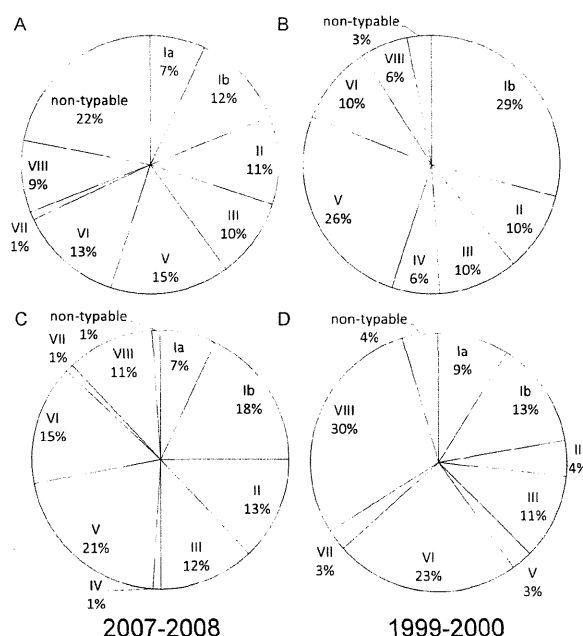 A
Ia
7%
Ib
12%
II
11%
III
10%
V
15%
VI
13%
VII
1%
VIII
9%
non-typable
22%
B
Ib
29%
II
10%
III
10%
IV
6%
V
26%
VI
10%
VIII
6%
non-typable
3%
C
Ia
7%
Ib
18%
II
13%
III
12%
IV
1%
V
21%
VI
15%
VII
1%
VIII
11%
non-typable
1%
D
Ia
9%
Ib
13%
II
4%
III
11%
V
3%
VI
23%
VII
3%
VIII
30%
non-typable
4%
2007-2008
1999-2000